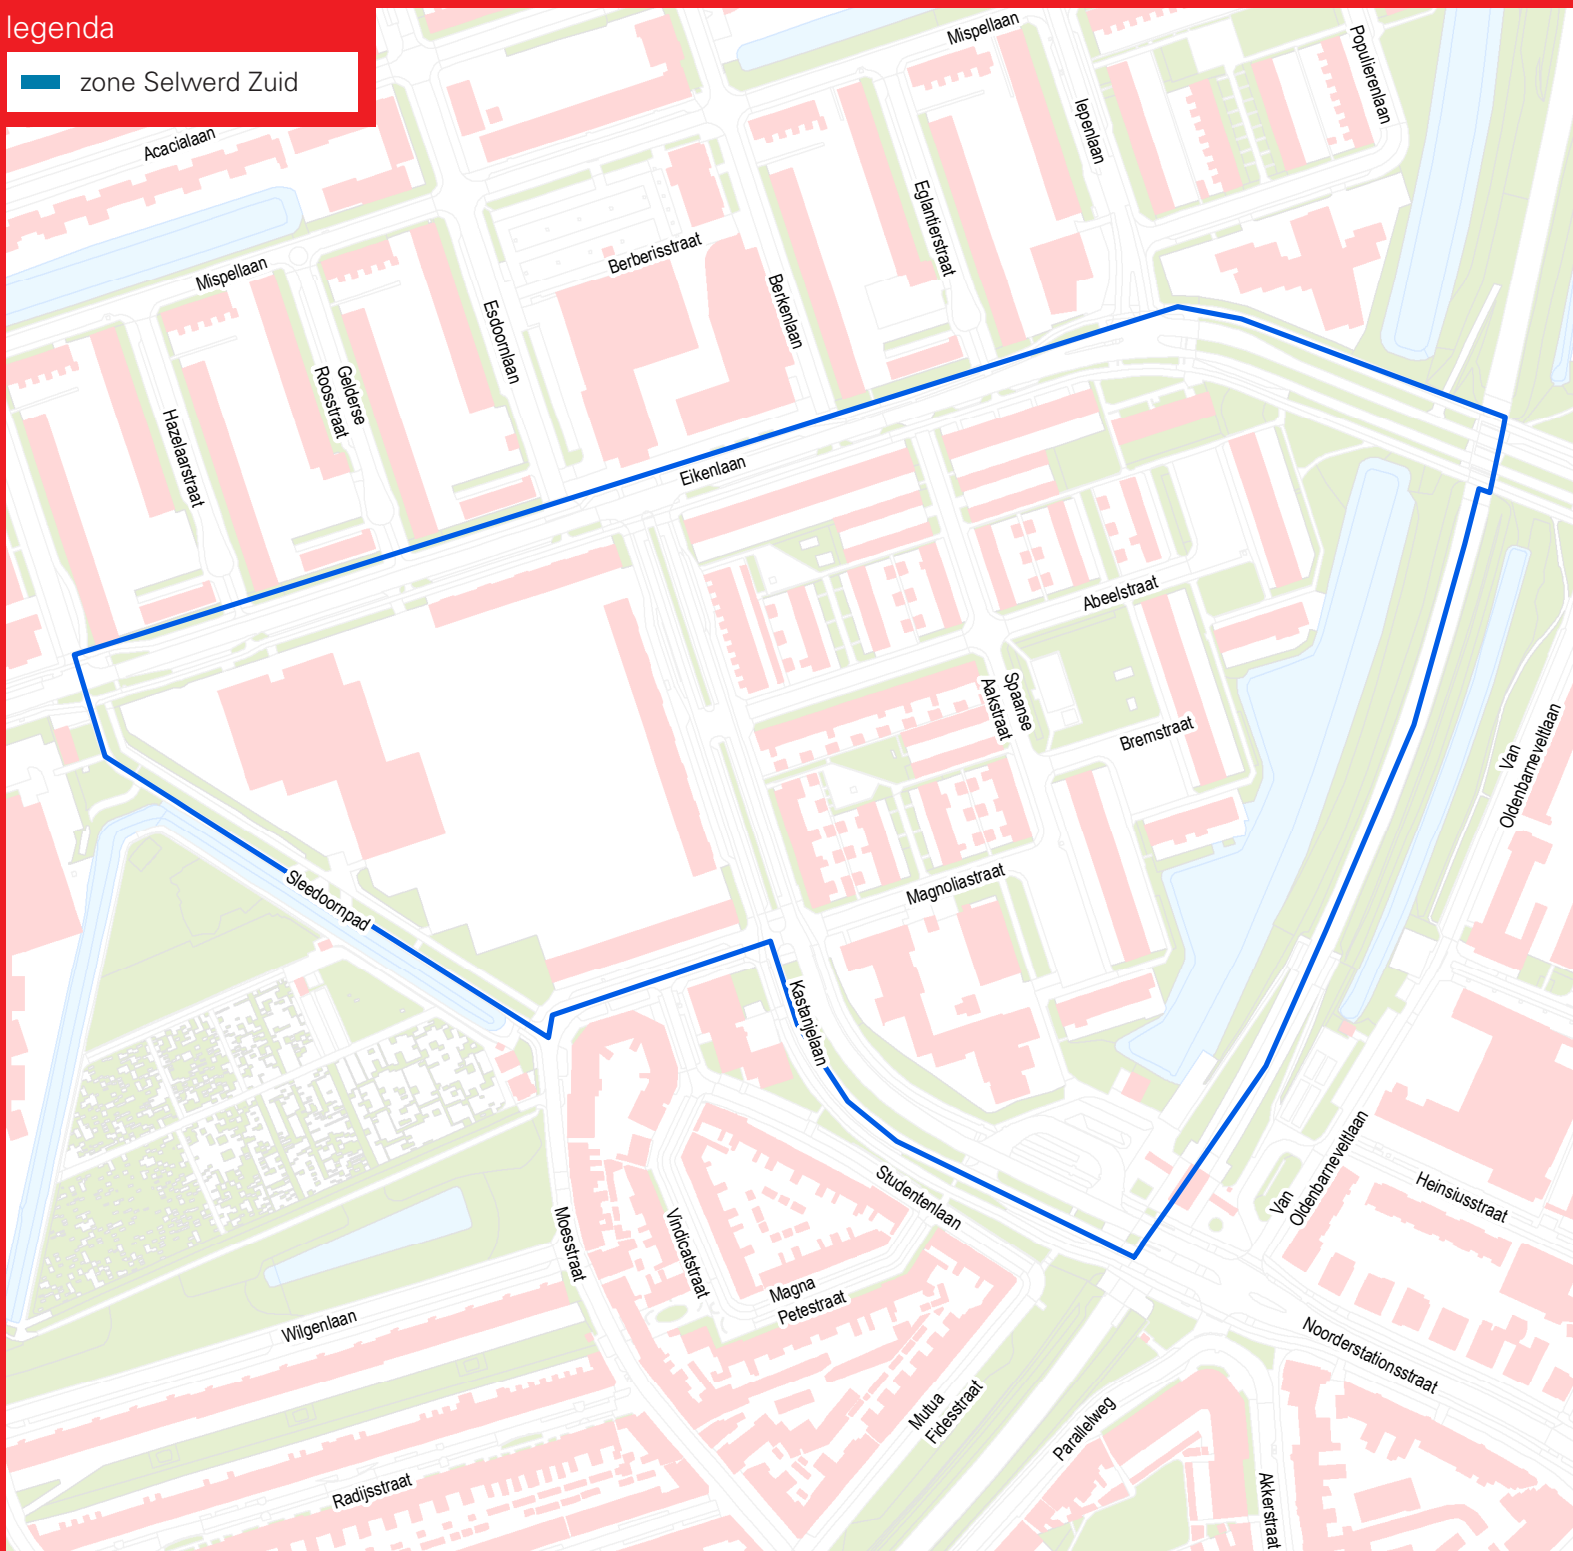 legenda
zone Selwerd Zuid
Mispellaan
Populierenlaan
Acacialaan
Iepenlaan
Eglantierstraat
Berberisstraat
Mispellaan
Berkenlaan
Esdoornlaan
Gelderse
Roosstraat
Hazelaarstraat
Eikenlaan
Abeelstraat
Spaanse
Aakstraat
Bremstraat
Van
Oldenbarneveltlaan
Magnoliastraat
Sleedoornpad
Kastanjelaan
Studentenlaan
Van
Oldenbarneveltlaan
Heinsiusstraat
Moesstraat
Vindicatstraat
Magna
Petestraat
Wilgenlaan
Noorderstationsstraat
Mutua
Fidesstraat
Parallelweg
Radijsstraat
Akkerstraat